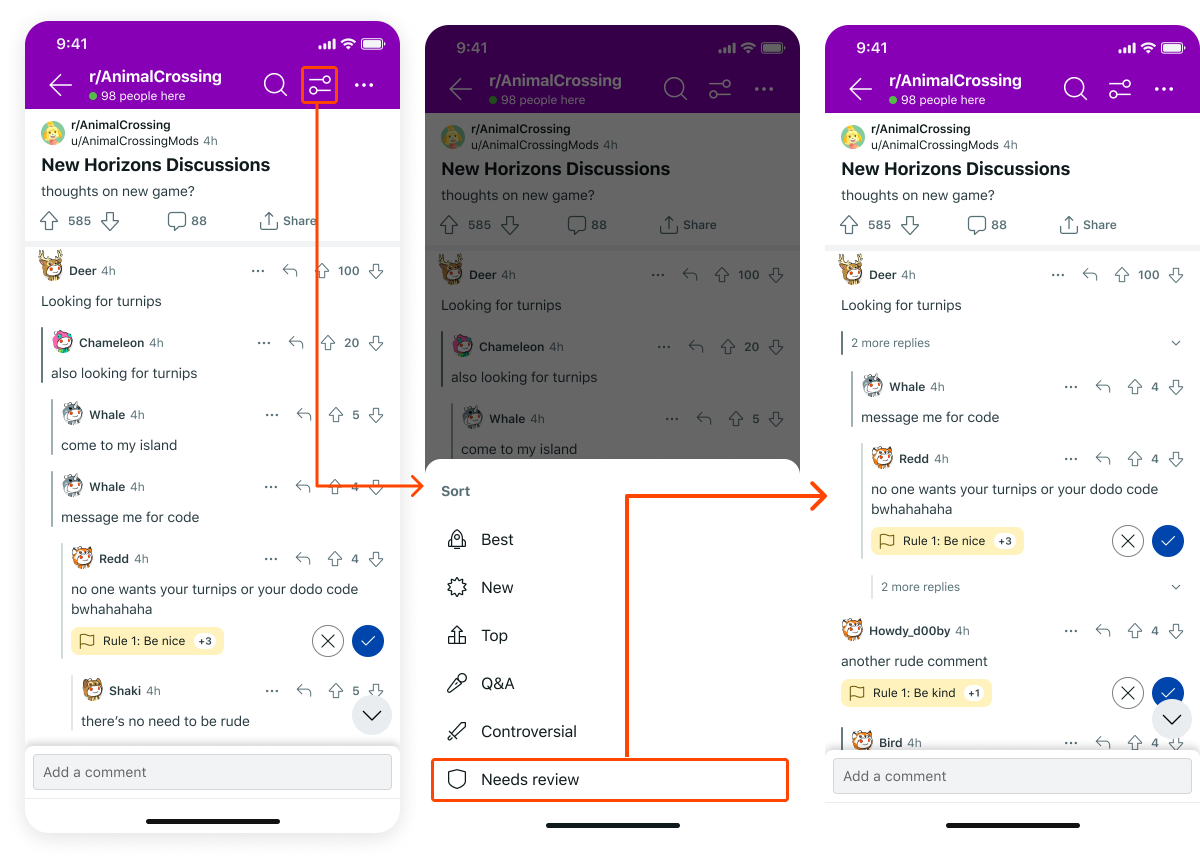 9:41
r/AnimalCrossing
98 people here
r/AnimalCrossing
u/AnimalCrossingMods 4h
New Horizons Discussions
thoughts on new game?
585 88 Share
Deer 4h 100
Looking for turnips
Chameleon 4h 20
also looking for turnips
Whale 4h 5
come to my island
Whale 4h 4
message me for code
Redd 4h 4
no one wants your turnips or your dodo code
bwhahahaha
Rule 1: Be nice +3
Shaki 4h 5
there's no need to be rude
Add a comment
9:41
r/AnimalCrossing
98 people here
r/AnimalCrossing
u/AnimalCrossingMods 4h
New Horizons Discussions
thoughts on new game?
585 88 Share
Deer 4h 100
Looking for turnips
Chameleon 4h 20
also looking for turnips
Whale 4h 5
come to my island
Sort
Best
New
Top
Q&A
Controversial
Needs review
9:41
r/AnimalCrossing
98 people here
r/AnimalCrossing
u/AnimalCrossingMods 4h
New Horizons Discussions
thoughts on new game?
585 88 Share
Deer 4h 100
Looking for turnips
2 more replies
Whale 4h 4
message me for code
Redd 4h 4
no one wants your turnips or your dodo code
bwhahahaha
Rule 1: Be nice +3
2 more replies
Howdy_d00by 4h 4
another rude comment
Rule 1: Be kind +1
Bird 4h 4
Add a comment